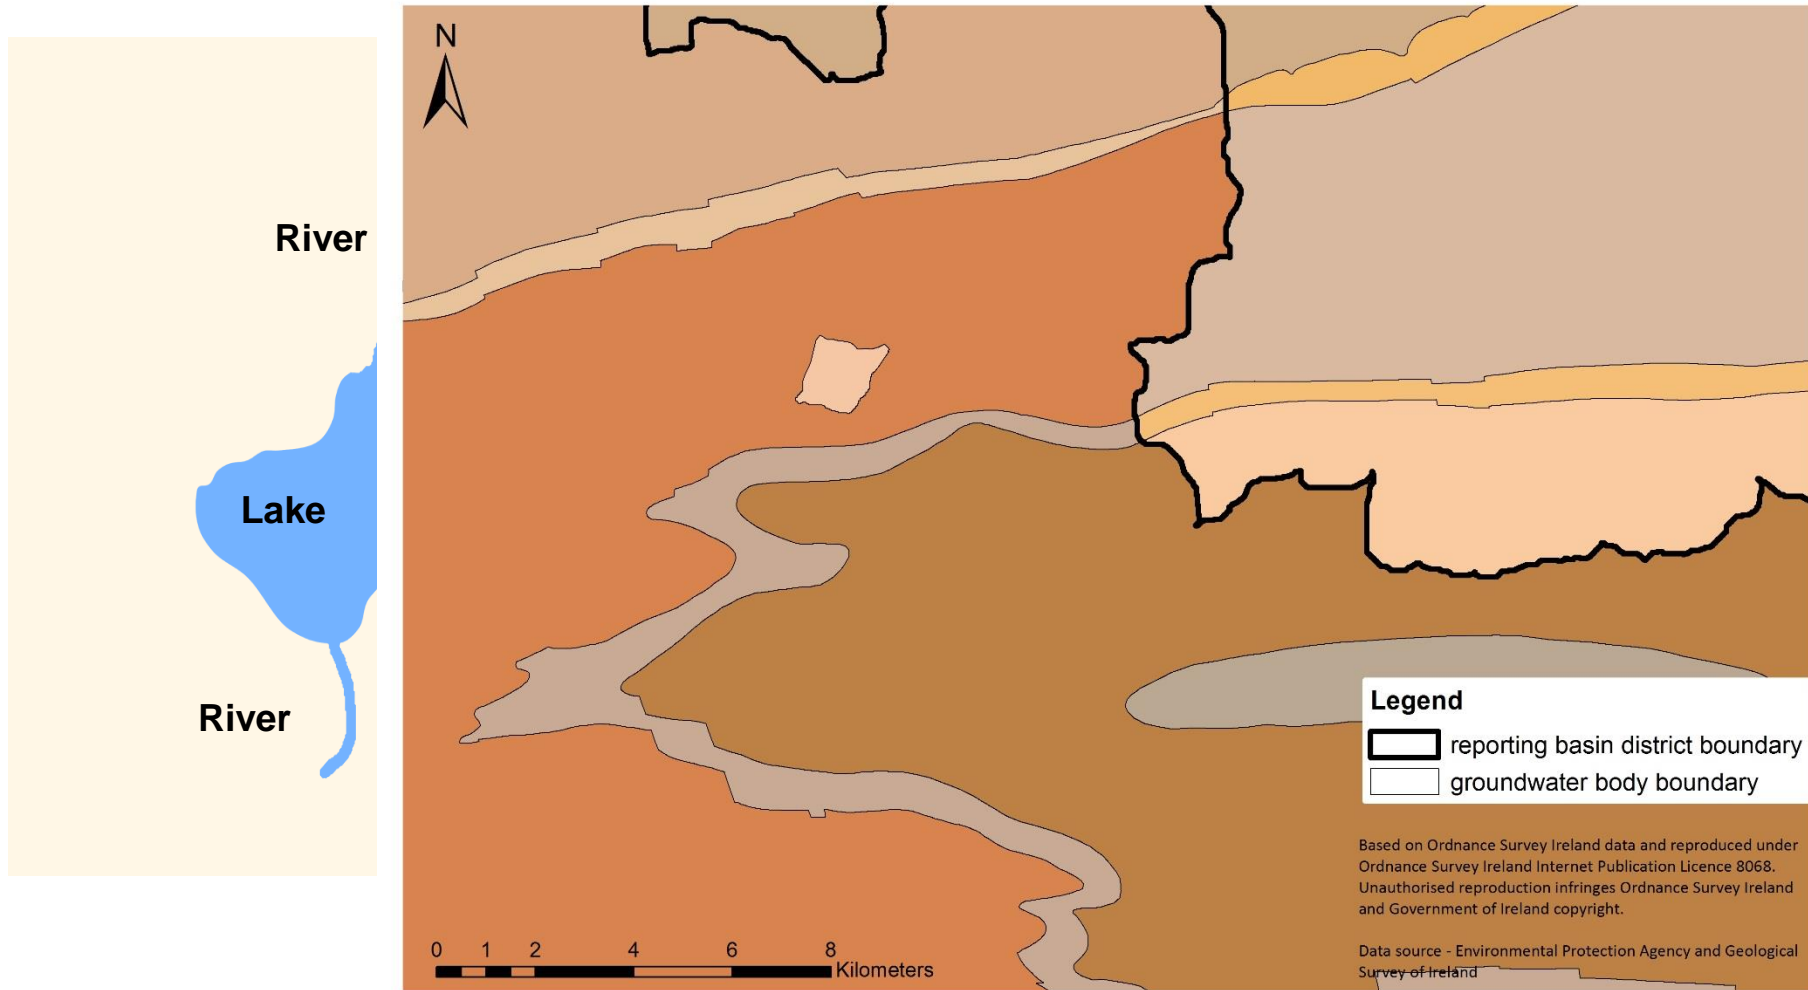 River
Lake
River
N
Legend
reporting basin district boundary
groundwater body boundary
Based on Ordnance Survey Ireland data and reproduced under
Ordnance Survey Ireland Internet Publication Licence 8068.
Unauthorised reproduction infringes Ordnance Survey Ireland
and Government of Ireland copyright.
Data source - Environmental Protection Agency and Geological
Survey of Ireland
0 1 2 4 6 8
Kilometers